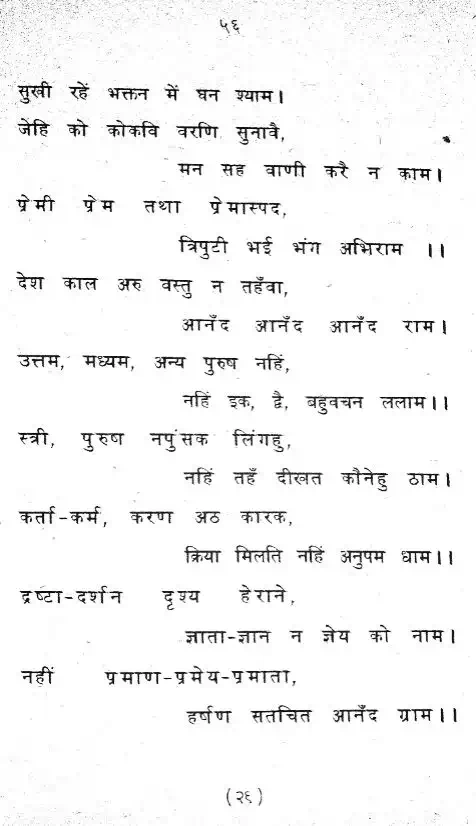 ५६
सुखी रहें भक्तन में घन श्याम।
जेहि को कोकवि वरणि सुनावै,
मन सह वाणी करै न काम।
प्रेमी प्रेम तथा प्रेमास्पद,
त्रिपुटी भई भंग अभिराम ।।
देश काल अरु वस्तु न तहँवा,
आनँद आनँद आनँद राम।
उत्तम, मध्यम, अन्य पुरुष नहिं,
नहिं इक, द्वै, बहुवचन ललाम।।
स्त्री, पुरुष नपुंसक लिंगहु,
नहिं तहँ दीखत कौनेहु ठाम।
कर्ता-कर्म, करण अठ कारक,
क्रिया मिलति नहिं अनुपम धाम।।
द्रष्टा-दर्शन दृश्य हेराने,
ज्ञाता-ज्ञान न ज्ञेय को नाम।
नहीं प्रमाण-प्रमेय-प्रमाता,
हर्षण सतचित आनँद ग्राम।।
(२६)